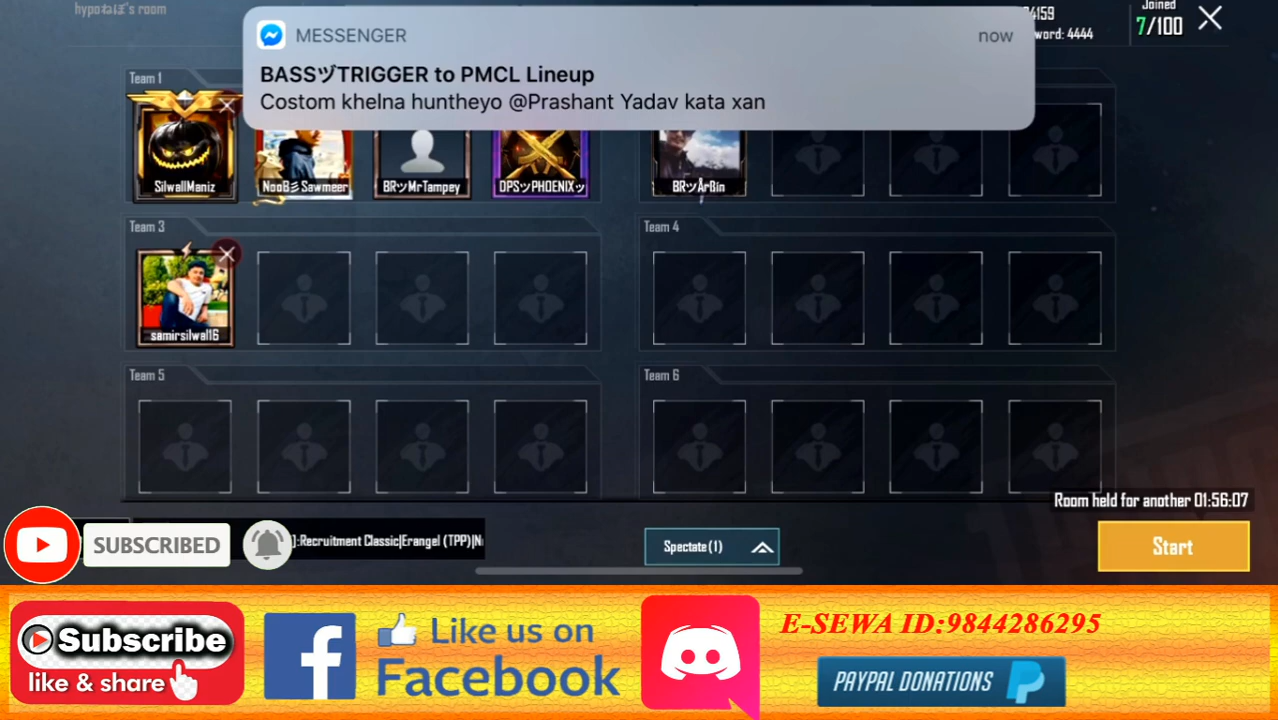 hypoねぼ's room
4159
Joined
word: 4444
7/100
MESSENGER
now
BASSヅTRIGGER to PMCL Lineup
Costom khelna huntheyo @Prashant Yadav kata xan
Team 1
SilwallManiz
NooB彡Sawmeer
BRツMrTampey
OPSツPHOENIXッ
BRツArBin
Team 3
Team 4
samirsilwal16
Team 5
Team 6
Room held for another 01:56:07
SUBSCRIBED
]:Recruitment Classic|Erangel (TPP)|N
Spectate(1)
Start
Subscribe
like & share
Like us on
Facebook
E-SEWA ID:9844286295
PAYPAL DONATIONS